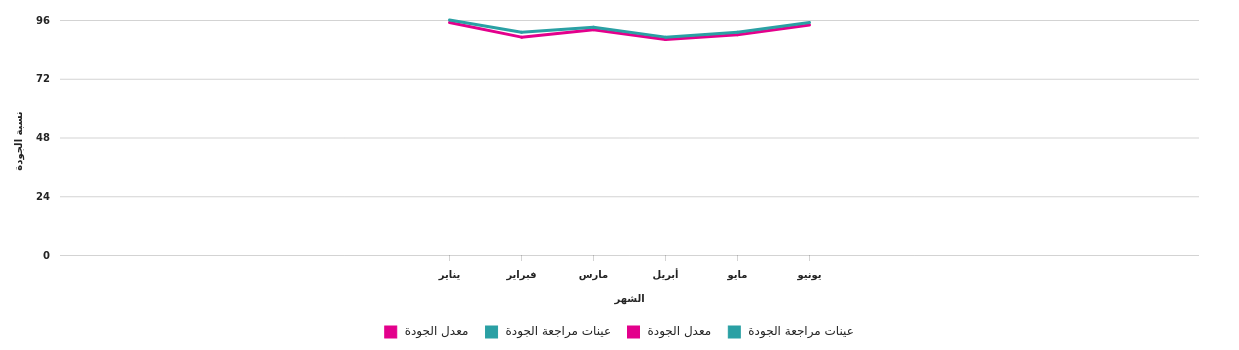 96
72
48
24
0
نسبة الجودة
يناير فبراير مارس أبريل مايو يونيو
الشهر
معدل الجودة عينات مراجعة الجودة معدل الجودة عينات مراجعة الجودة